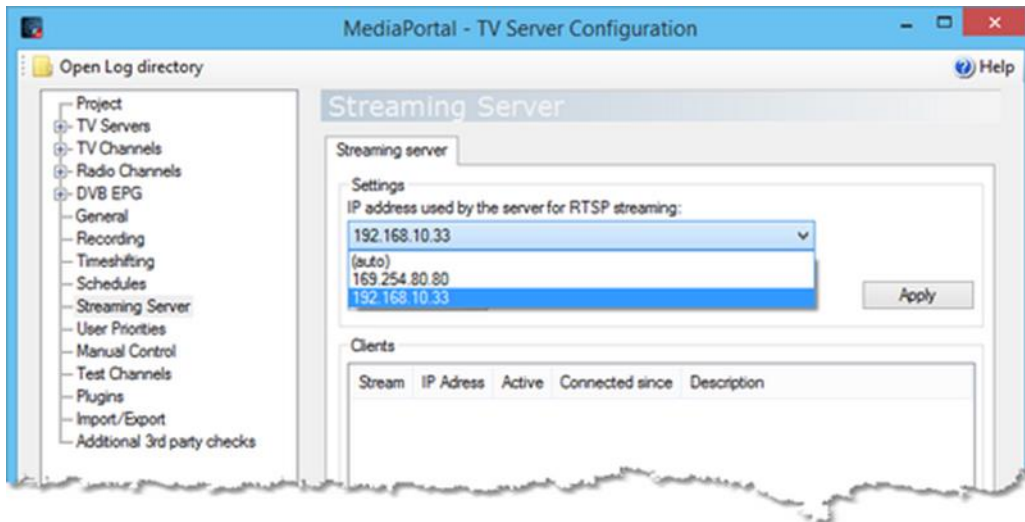 MediaPortal - TV Server Configuration
Open Log directory
Help
Project
TV Servers
TV Channels
Radio Channels
DVB EPG
General
Recording
Timeshifting
Schedules
Streaming Server
User Priorities
Manual Control
Test Channels
Plugins
Import/Export
Additional 3rd party checks
Streaming Server
Streaming server
Settings
IP address used by the server for RTSP streaming:
192.168.10.33
(auto)
169.254.80.80
192.168.10.33
Apply
Clients
Stream IP Adress Active Connected since Description